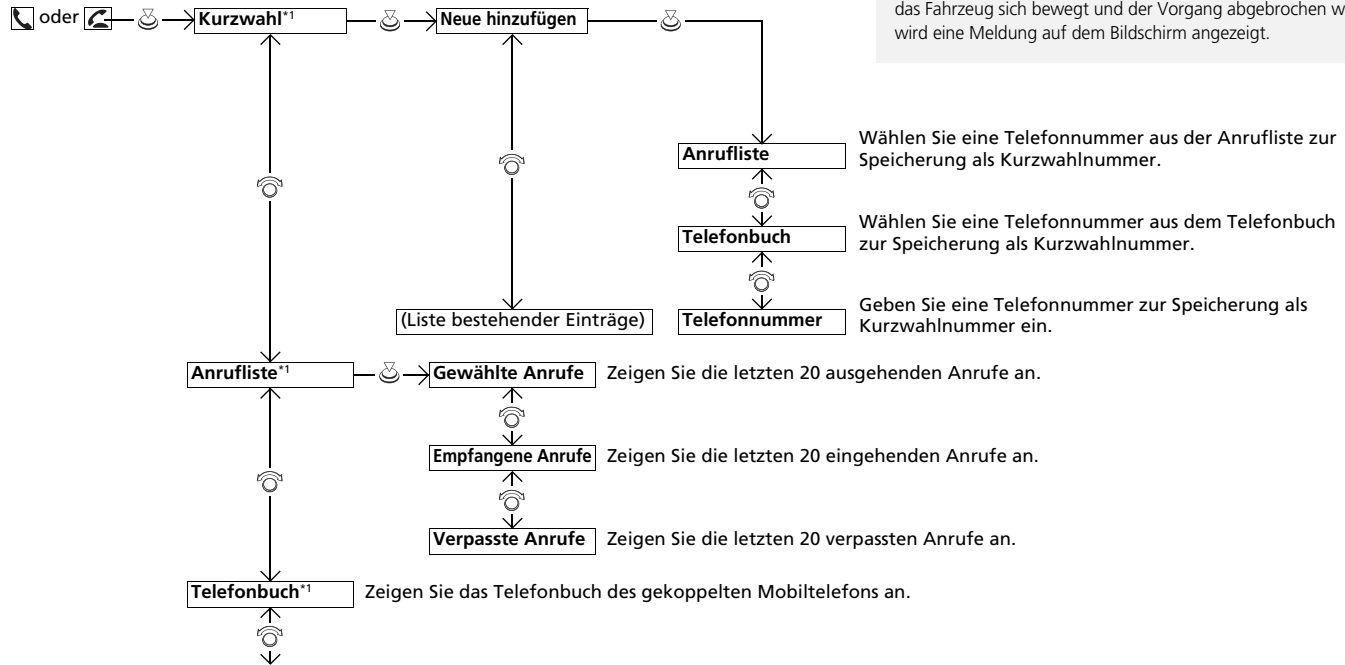 oder
Kurzwahl*1
Neue hinzufügen
das Fahrzeug sich bewegt und der Vorgang abgebrochen
wird eine Meldung auf dem Bildschirm angezeigt.
Anrufliste
Wählen Sie eine Telefonnummer aus der Anrufliste zur
Speicherung als Kurzwahlnummer.
Telefonbuch
Wählen Sie eine Telefonnummer aus dem Telefonbuch
zur Speicherung als Kurzwahlnummer.
(Liste bestehender Einträge)
Telefonnummer
Geben Sie eine Telefonnummer zur Speicherung als
Kurzwahlnummer ein.
Anrufliste*1
Gewählte Anrufe
Zeigen Sie die letzten 20 ausgehenden Anrufe an.
Empfangene Anrufe
Zeigen Sie die letzten 20 eingehenden Anrufe an.
Verpasste Anrufe
Zeigen Sie die letzten 20 verpassten Anrufe an.
Telefonbuch*1
Zeigen Sie das Telefonbuch des gekoppelten Mobiltelefons an.